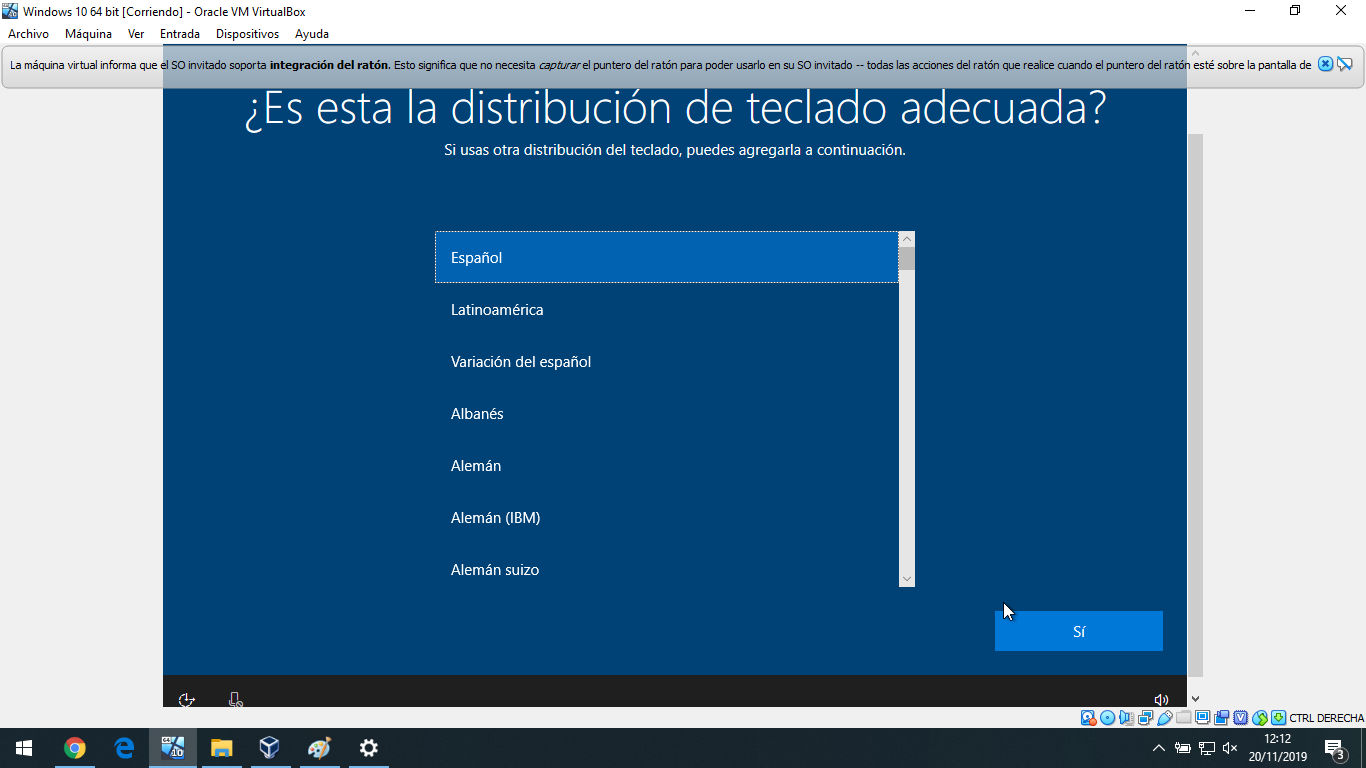 Windows 10 64 bit [Corriendo] - Oracle VM VirtualBox
Archivo Máquina Ver Entrada Dispositivos Ayuda
La máquina virtual informa que el SO invitado soporta integración del ratón. Esto significa que no necesita capturar el puntero del ratón para poder usarlo en su SO invitado -- todas las acciones del ratón que realice cuando el puntero del ratón esté sobre la pantalla de
¿Es esta la distribución de teclado adecuada?
Si usas otra distribución del teclado, puedes agregarla a continuación.
Español
Latinoamérica
Variación del español
Albanés
Alemán
Alemán (IBM)
Alemán suizo
Sí
CTRL DERECHA
12:12
20/11/2019
3